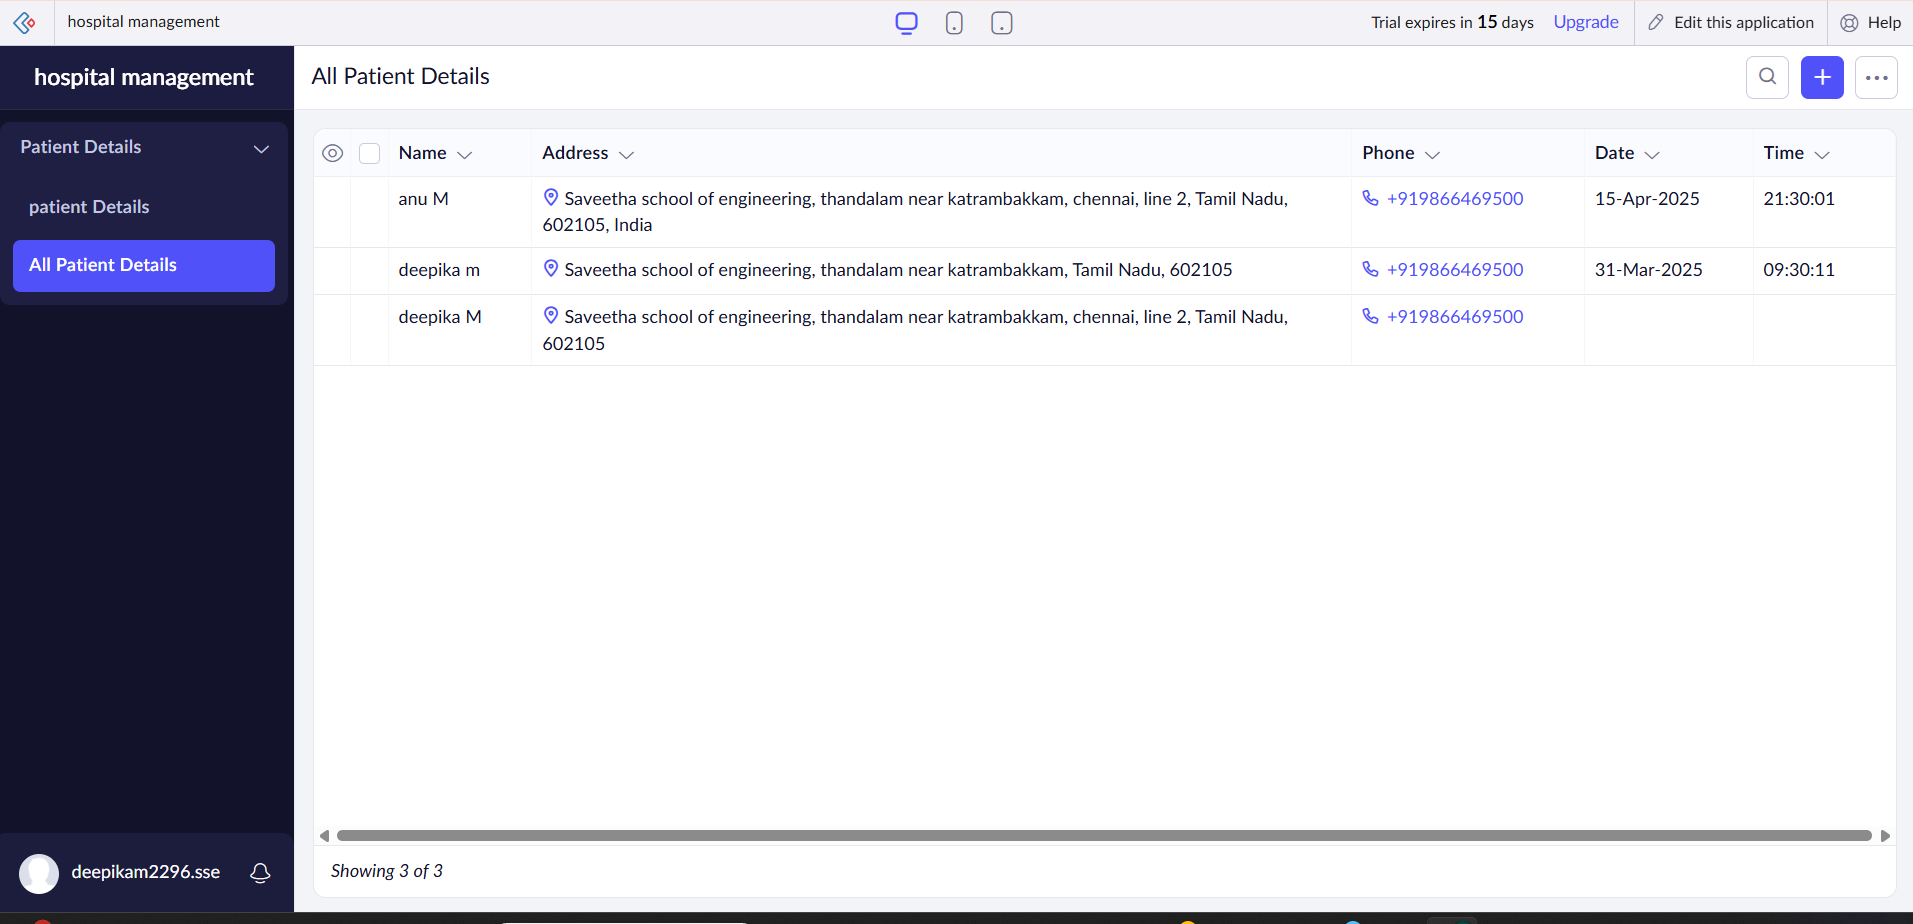 hospital management
Trial expires in 15 days Upgrade Edit this application Help
hospital management
All Patient Details
Patient Details
patient Details
All Patient Details
Name Address Phone Date Time
anu M Saveetha school of engineering, thandalam near katrambakkam, chennai, line 2, Tamil Nadu, +919866469500 15-Apr-2025 21:30:01
602105, India
deepika m Saveetha school of engineering, thandalam near katrambakkam, Tamil Nadu, 602105 +919866469500 31-Mar-2025 09:30:11
deepika M Saveetha school of engineering, thandalam near katrambakkam, chennai, line 2, Tamil Nadu, +919866469500
602105
Showing 3 of 3
deepikam2296.sse